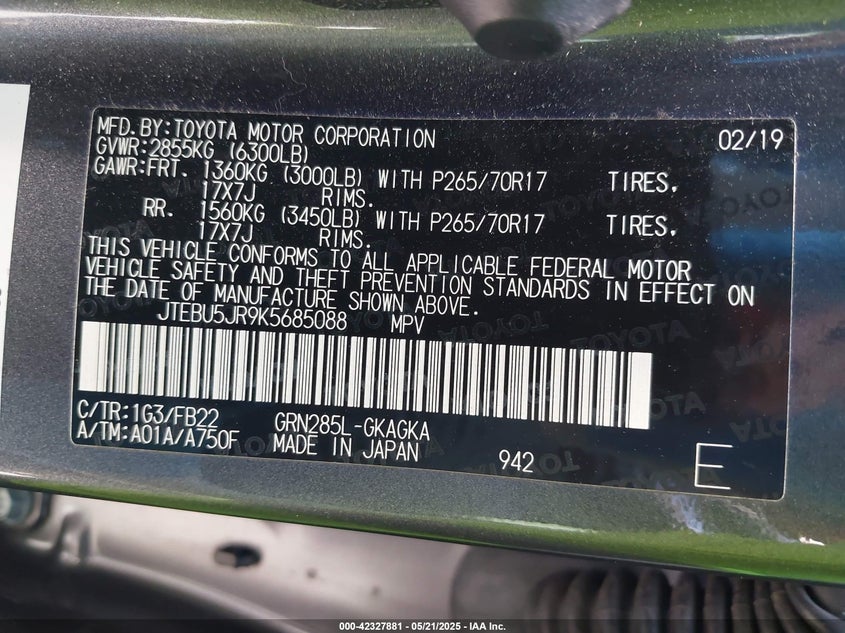 MFD.BY:TOYOTA MOTOR CORPORATION 02/19
GVWR:2855KG (6300LB)
GAWR:FRT. 1360KG (3000LB) WITH P265/70R17 TIRES,
17X7J RIMS.
RR. 1560KG (3450LB) WITH P265/70R17 TIRES,
17X7J RIMS.
THIS VEHICLE CONFORMS TO ALL APPLICABLE FEDERAL MOTOR
VEHICLE SAFETY AND THEFT PREVENTION STANDARDS IN EFFECT ON
THE DATE OF MANUFACTURE SHOWN ABOVE.
JTEBU5JR9K5685088 MPV
C/TR:1G3/FB22 GRN285L-GKAGKA
A/TM:A01A/A750F MADE IN JAPAN 942 E
000-42327881 - 05/21/2025 - IAA Inc.